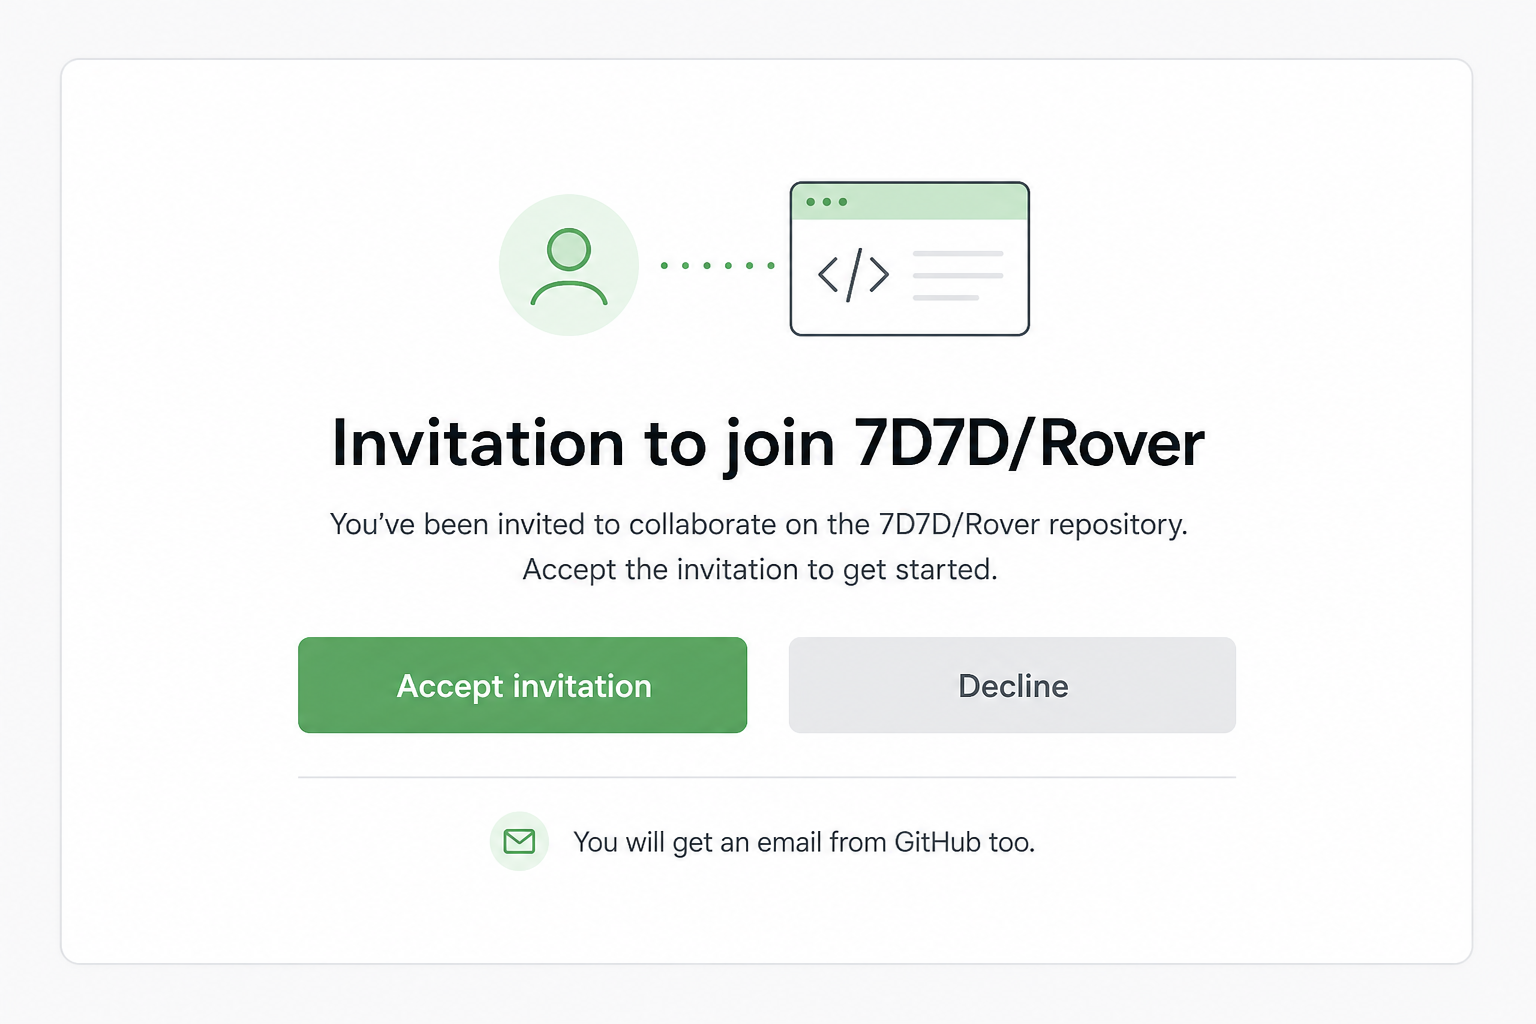 </>
Invitation to join 7D7D/Rover
You’ve been invited to collaborate on the 7D7D/Rover repository.
Accept the invitation to get started.
Accept invitation
Decline
You will get an email from GitHub too.